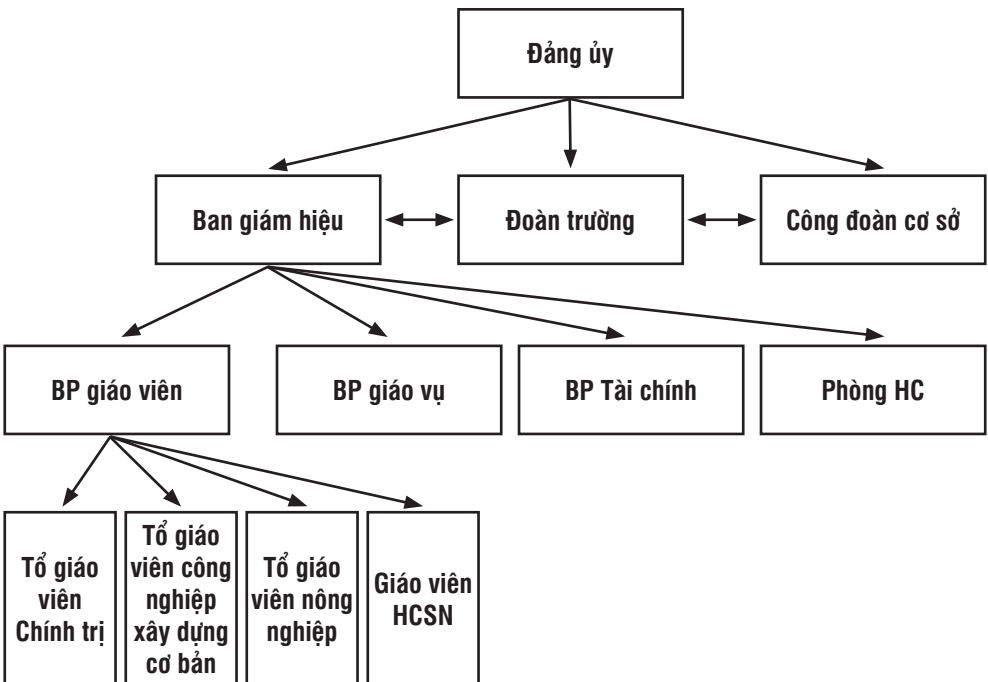 Đảng ủy
Ban giám hiệu
Đoàn trường
Công đoàn cơ sở
BP giáo viên
BP giáo vụ
BP Tài chính
Phòng HC
Tổ giáo
viên
Chính trị
Tổ giáo
viên công
nghiệp
xây dựng
cơ bản
Tổ giáo
viên nông
nghiệp
Giáo viên
HCSN